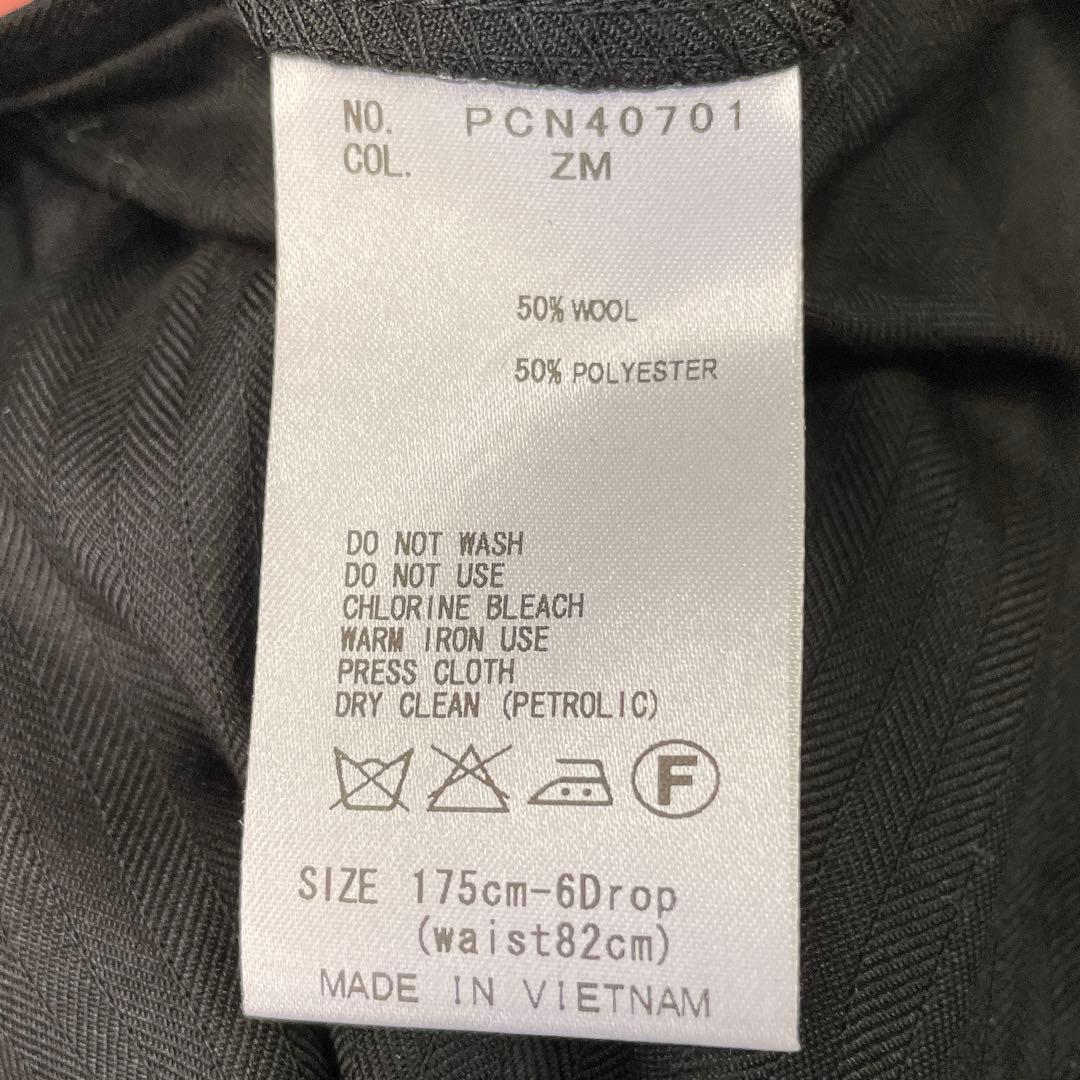 NO. PCN40701
COL. ZM
50% WOOL
50% POLYESTER
DO NOT WASH
DO NOT USE
CHLORINE BLEACH
WARM IRON USE
PRESS CLOTH
DRY CLEAN (PETROLIC)
F
SIZE 175cm-6Drop
(waist82cm)
MADE IN VIETNAM